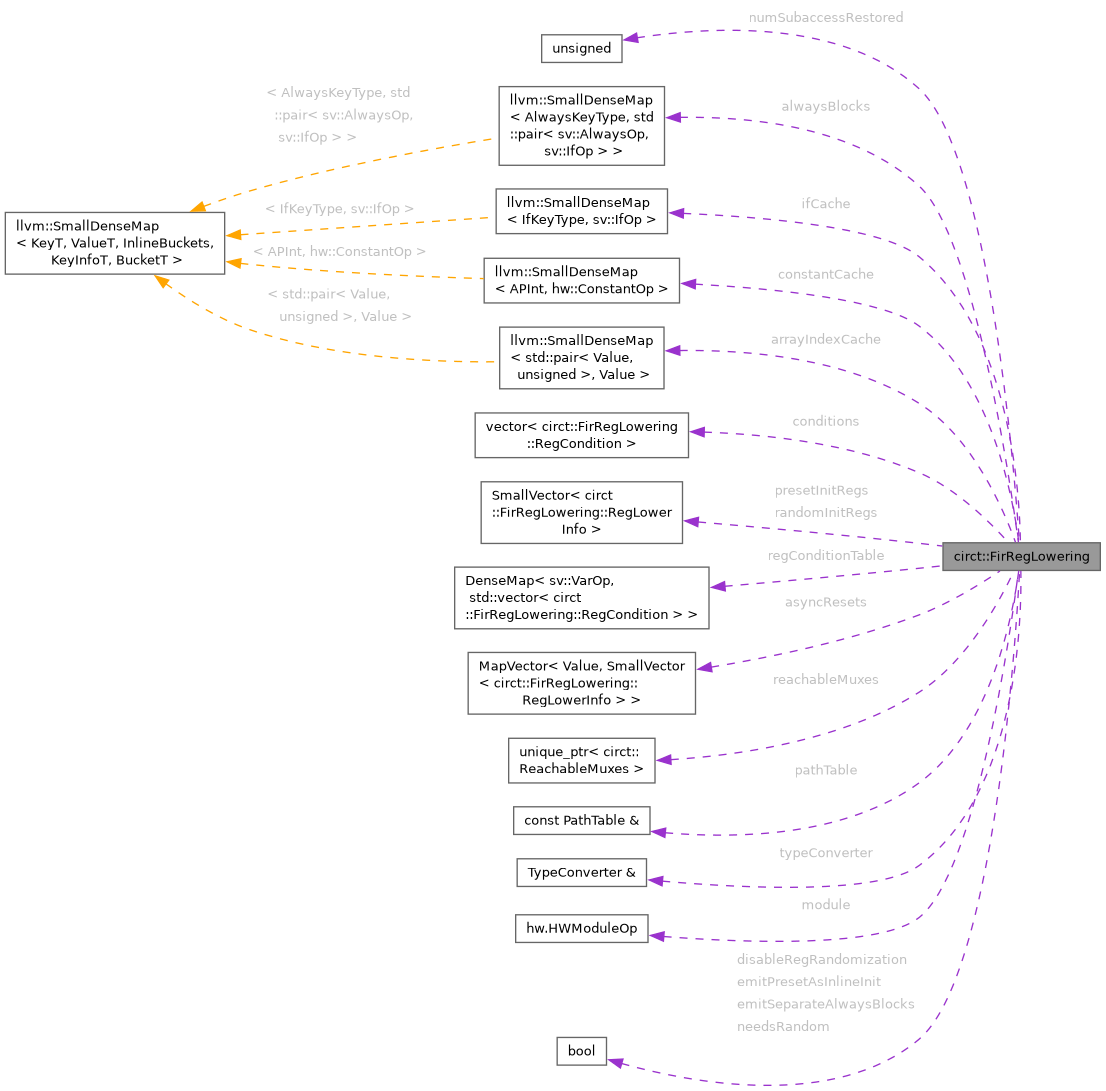 numSubaccessRestored
unsigned
< AlwaysKeyType, std
::pair< sv::AlwaysOp,
sv::IfOp > >
llvm::SmallDenseMap
< AlwaysKeyType, std
::pair< sv::AlwaysOp,
sv::IfOp > >
alwaysBlocks
< IfKeyType, sv::IfOp >
llvm::SmallDenseMap
< IfKeyType, sv::IfOp >
ifCache
llvm::SmallDenseMap
< KeyT, ValueT, InlineBuckets,
KeyInfoT, BucketT >
< APInt, hw::ConstantOp >
llvm::SmallDenseMap
< APInt, hw::ConstantOp >
constantCache
< std::pair< Value,
unsigned >, Value >
llvm::SmallDenseMap
< std::pair< Value,
unsigned >, Value >
arrayIndexCache
vector< circt::FirRegLowering
::RegCondition >
conditions
SmallVector< circt
::FirRegLowering::RegLower
Info >
presetInitRegs
randomInitRegs
circt::FirRegLowering
DenseMap< sv::VarOp,
std::vector< circt
::FirRegLowering::RegCondition > >
regConditionTable
MapVector< Value, SmallVector
< circt::FirRegLowering::
RegLowerInfo > >
asyncResets
unique_ptr< circt::
ReachableMuxes >
reachableMuxes
const PathTable &
pathTable
TypeConverter &
typeConverter
hw.HWModuleOp
module
disableRegRandomization
emitPresetAsInlineInit
emitSeparateAlwaysBlocks
needsRandom
bool